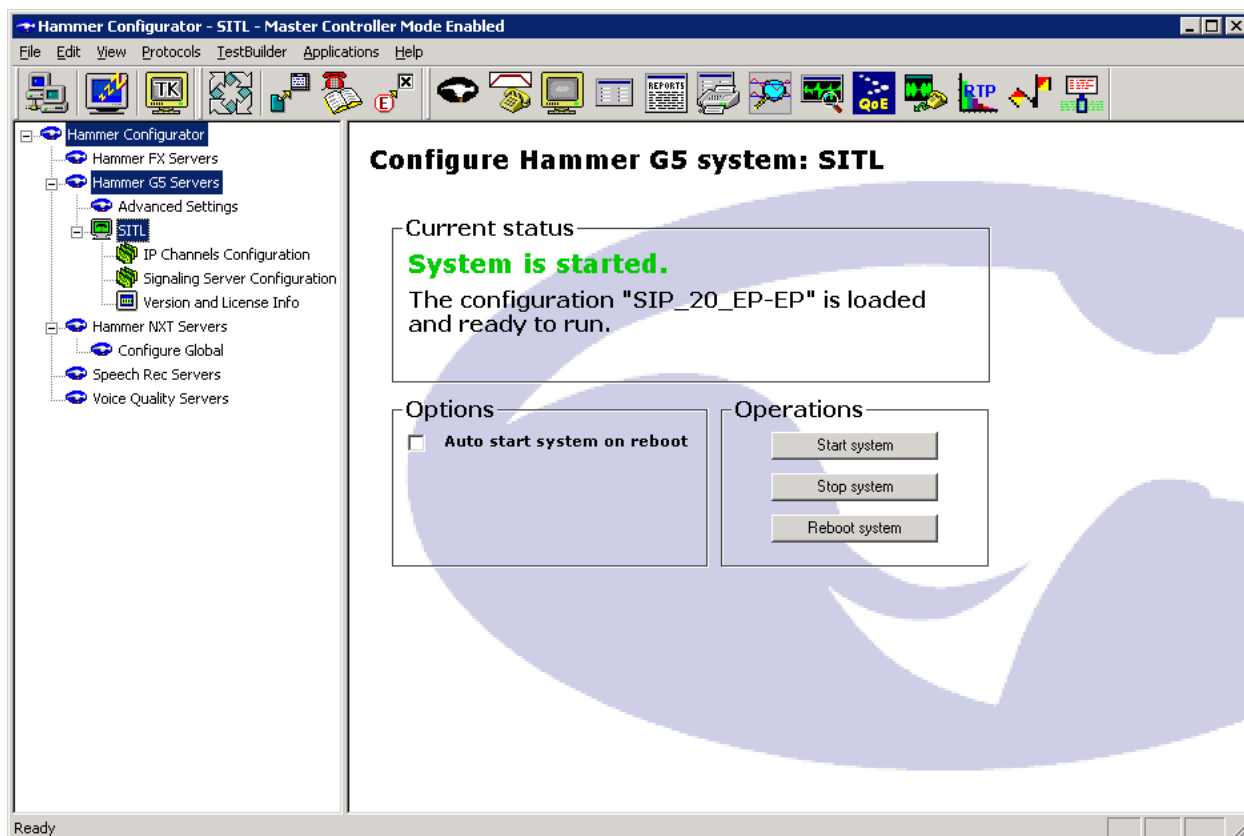 Hammer Configurator - SITL - Master Controller Mode Enabled
File Edit View Protocols TestBuilder Applications Help
TK
E
REPORTS
QoE
RTP
Hammer Configurator
Hammer FX Servers
Hammer G5 Servers
Advanced Settings
SITL
IP Channels Configuration
Signaling Server Configuration
Version and License Info
Hammer NXT Servers
Configure Global
Speech Rec Servers
Voice Quality Servers
Configure Hammer G5 system: SITL
Current status
System is started.
The configuration "SIP_20_EP-EP" is loaded
and ready to run.
Options
Auto start system on reboot
Operations
Start system
Stop system
Reboot system
Ready